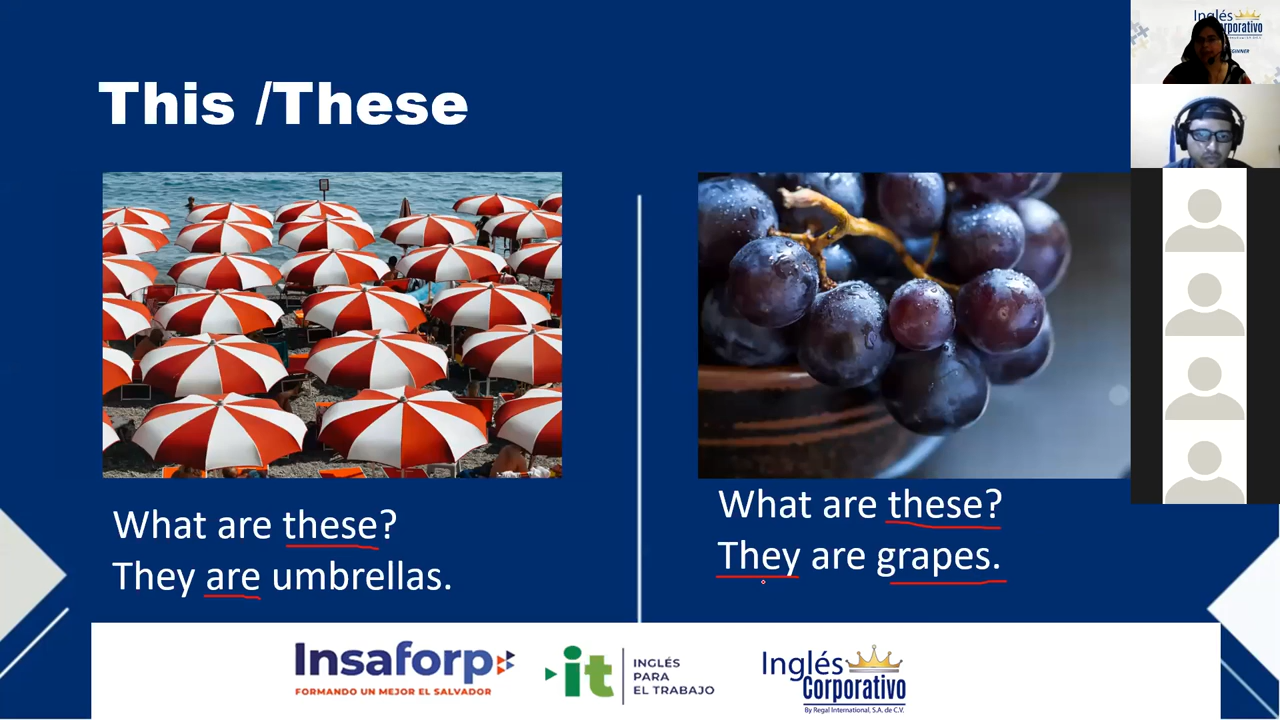 This /These
What are these?
They are umbrellas.
What are these?
They are grapes.
Insaforp
FORMANDO UN MEJOR EL SALVADOR
it
INGLÉS
PARA
EL TRABAJO
Inglés
Corporativo
By Regal International, S.A. de C.V.
Inglés